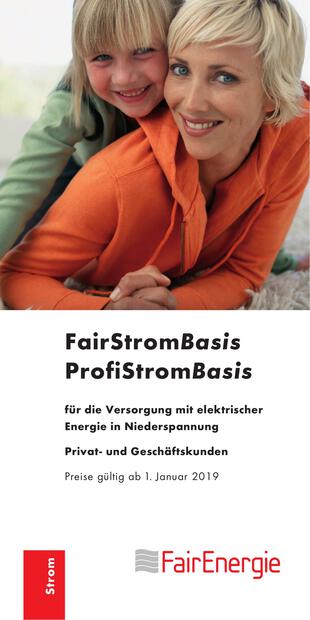 FairStromBasis
ProfiStromBasis
für die Versorgung mit elektrischer
Energie in Niederspannung
Privat- und Geschäftskunden
Preise gültig ab 1. Januar 2019
Strom
FairEnergie